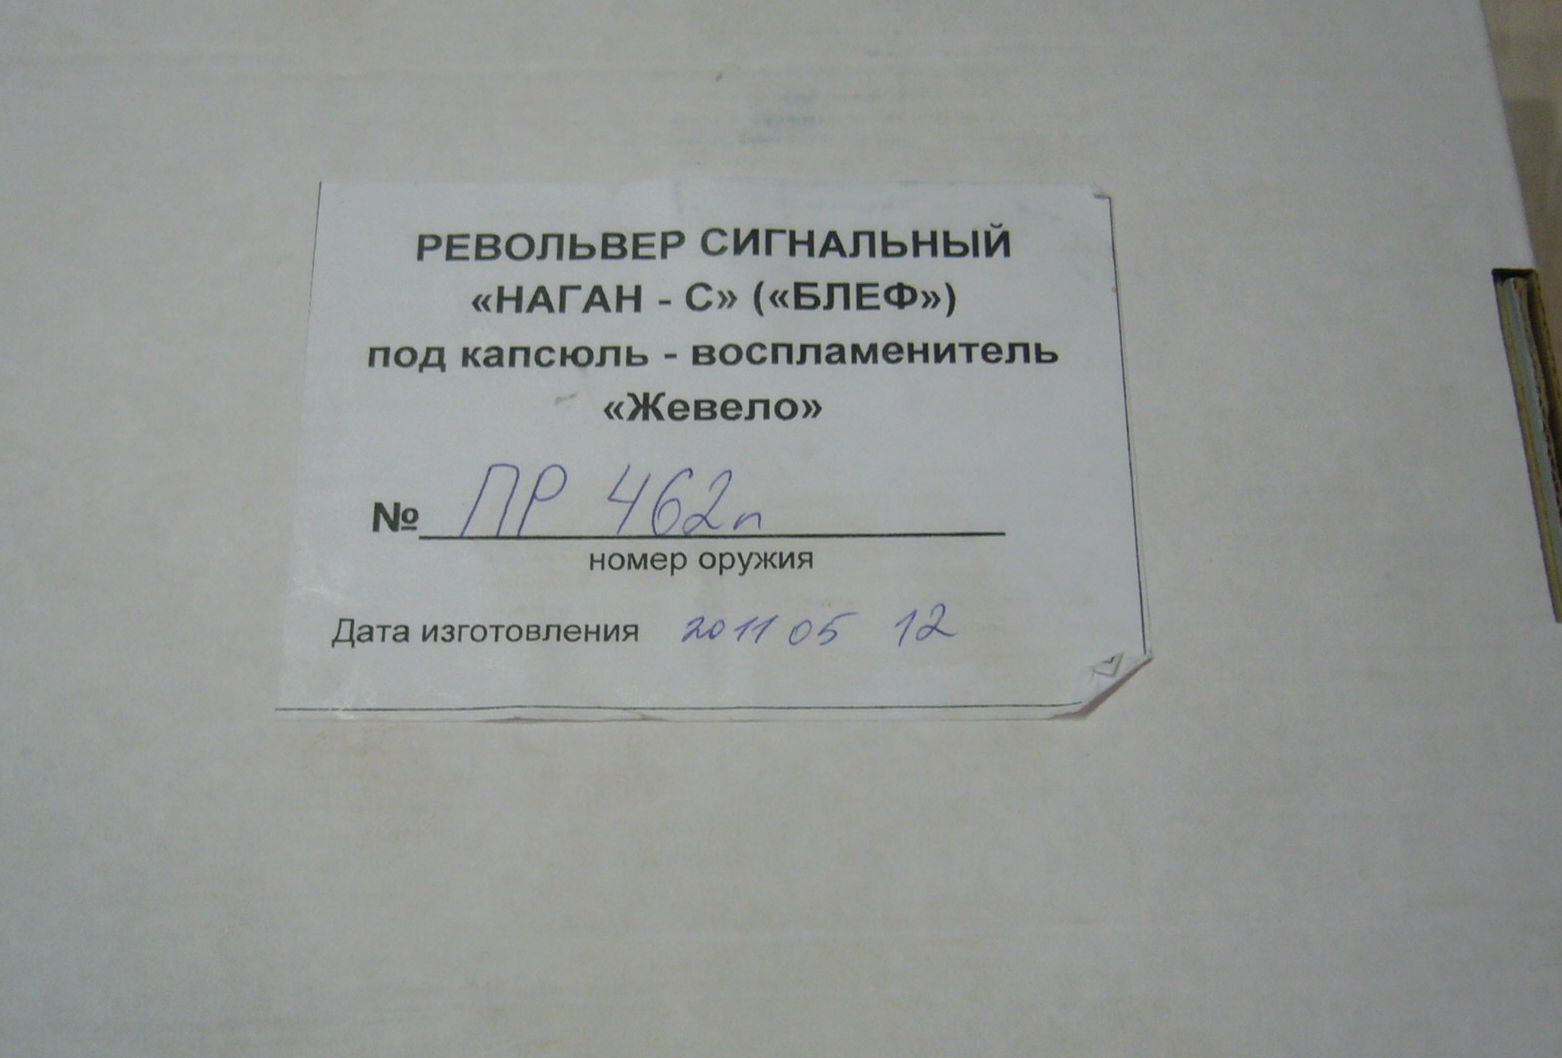 РЕВОЛЬВЕР СИГНАЛЬНЫЙ
«НАГАН - С» («БЛЕФ»)
под капсюль - воспламенитель
«Жевело»
№ ПР 462п
номер оружия
Дата изготовления 2011 05 12